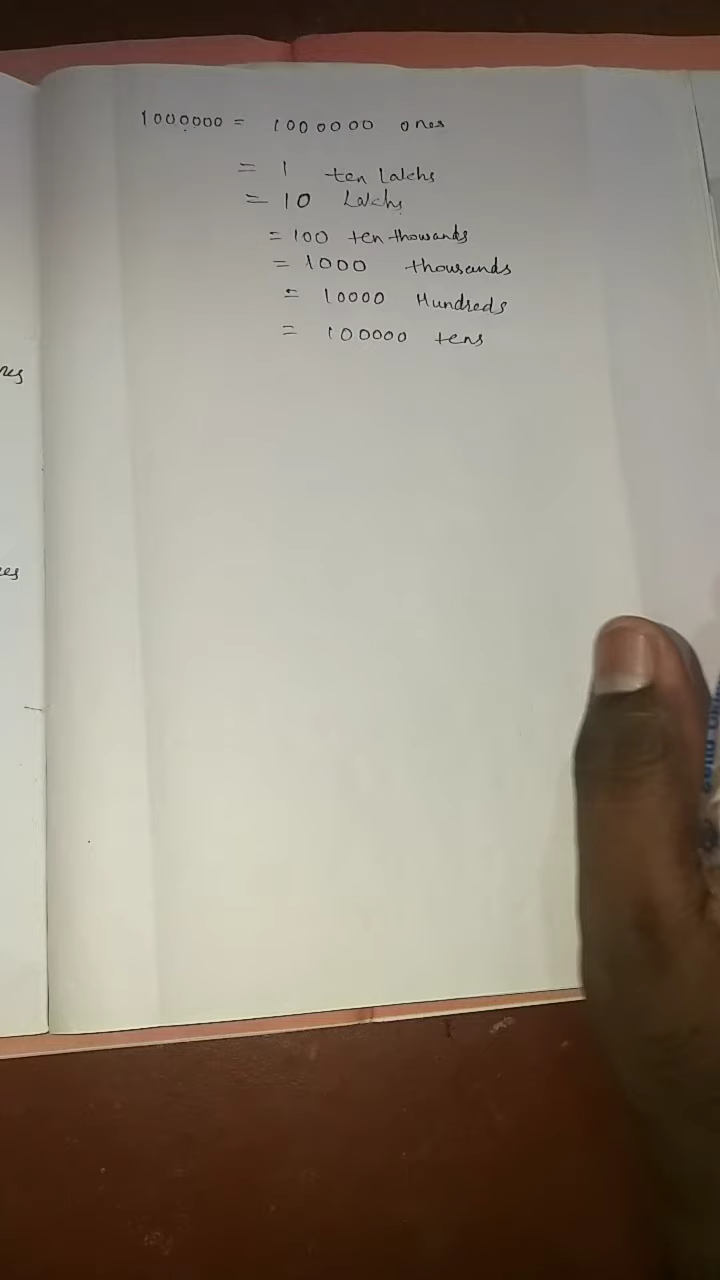 1000000 = 1000000 ones
= 1 ten Lakhs
= 10 Lakhs
= 100 ten thousands
= 1000 thousands
= 10000 Hundreds
= 100000 tens